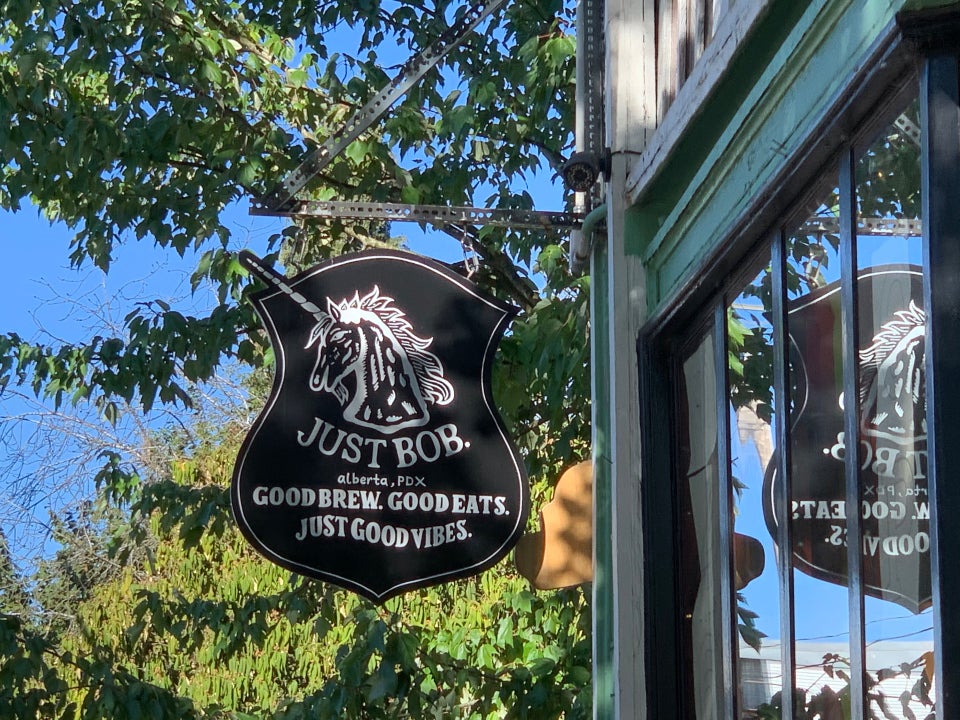 JUST BOB.
alberta, PDX
GOOD BREW. GOOD EATS.
JUST GOOD VIBES.